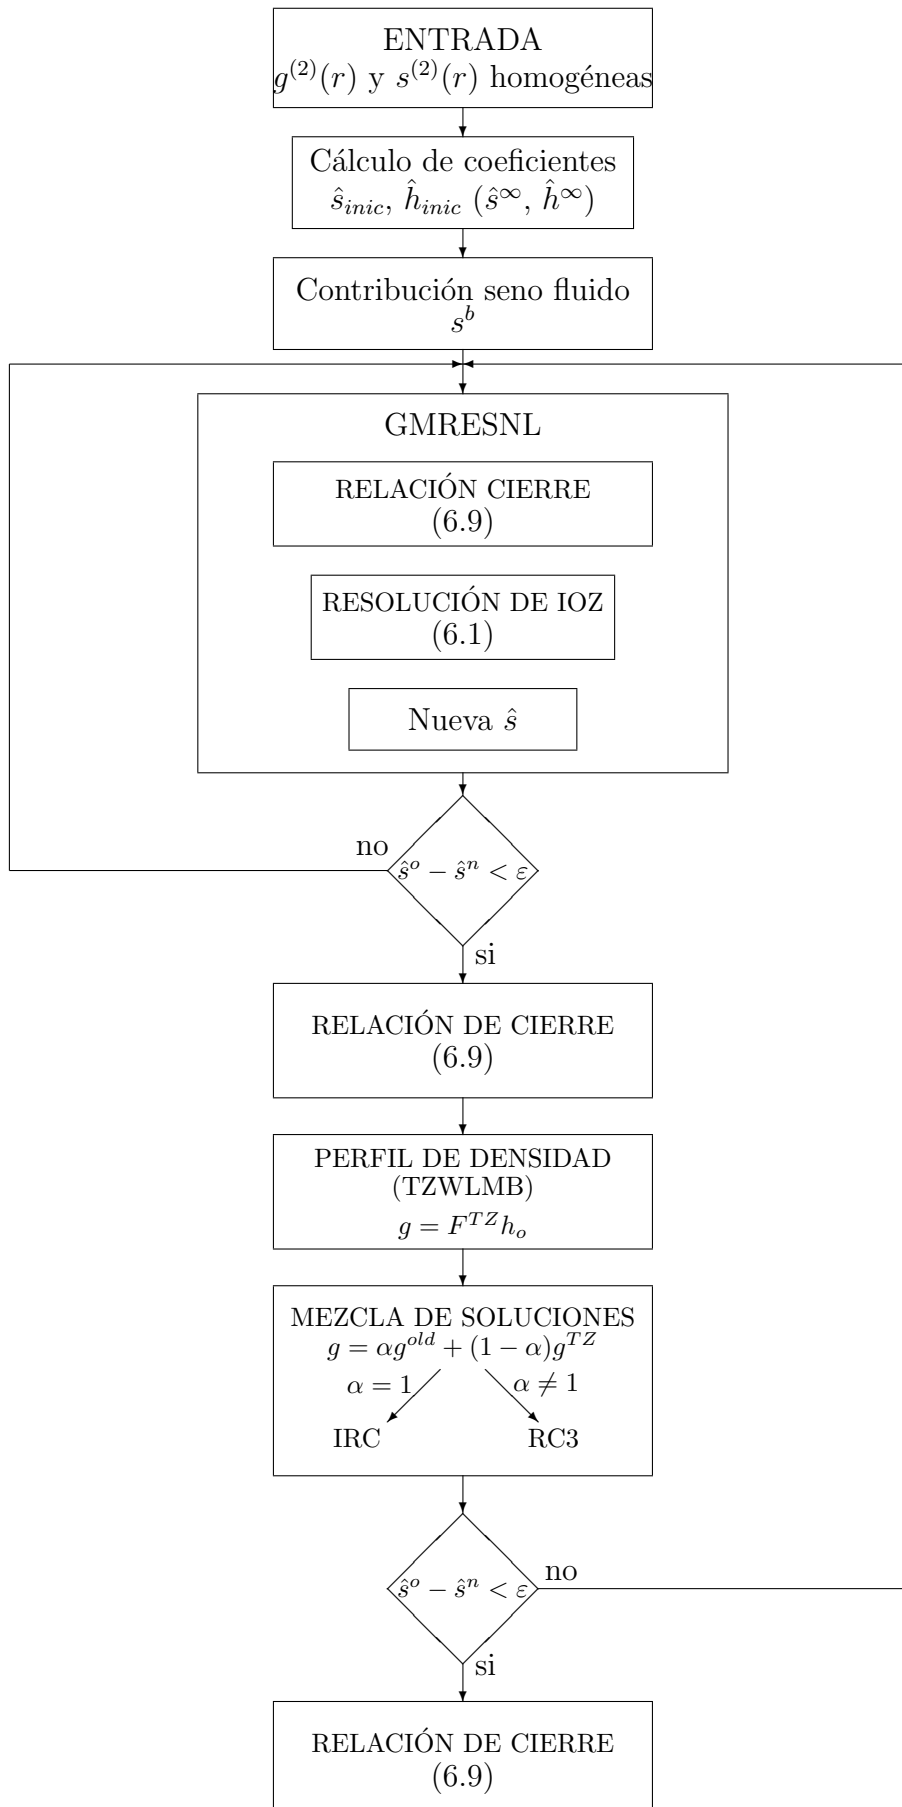 ENTRADA
g^{(2)}(r) y s^{(2)}(r) homogéneas
Cálculo de coeficientes
ŝ_{inic}, ĥ_{inic} (ŝ^∞, ĥ^∞)
Contribución seno fluido
s^b
GMRESNL
RELACIÓN CIERRE
(6.9)
RESOLUCIÓN DE IOZ
(6.1)
Nueva ŝ
no
ŝ^o − ŝ^n < ε
si
RELACIÓN DE CIERRE
(6.9)
PERFIL DE DENSIDAD
(TZWLMB)
g = F^{TZ}h_o
MEZCLA DE SOLUCIONES
g = αg^{old} + (1 − α)g^{TZ}
α = 1 α ≠ 1
IRC RC3
no
ŝ^o − ŝ^n < ε
si
RELACIÓN DE CIERRE
(6.9)